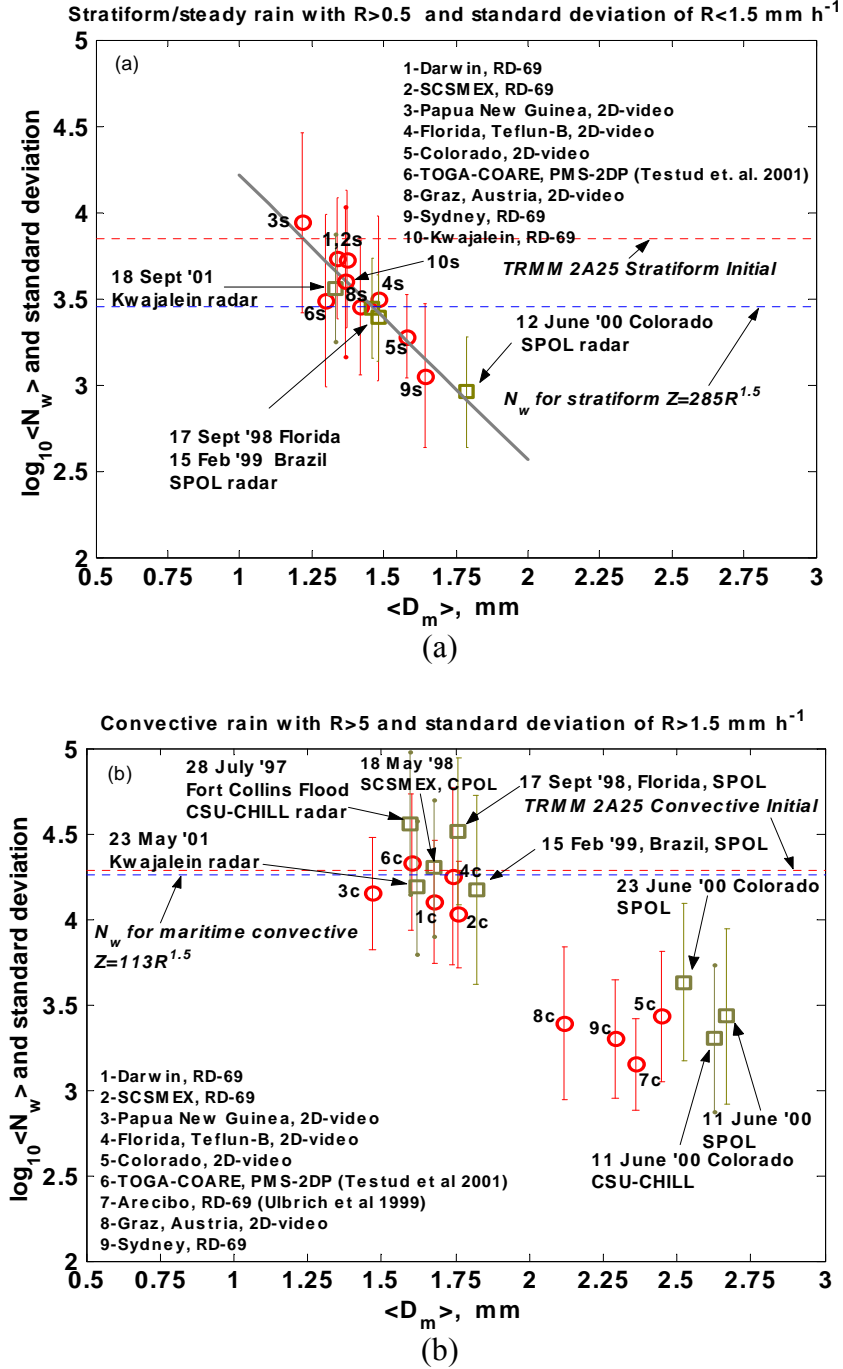 Stratiform/steady rain with R>0.5 and standard deviation of R<1.5 mm h-1
(a)
1-Darwin, RD-69
2-SCSMEX, RD-69
3-Papua New Guinea, 2D-video
4-Florida, Teflun-B, 2D-video
5-Colorado, 2D-video
6-TOGA-COARE, PMS-2DP (Testud et. al. 2001)
8-Graz, Austria, 2D-video
9-Sydney, RD-69
10-Kwajalein, RD-69
TRMM 2A25 Stratiform Initial
3s
1,2s
10s
18 Sept '01
Kwajalein radar
6s
8s
4s
5s
9s
12 June '00 Colorado
SPOL radar
Nw for stratiform Z=285R1.5
17 Sept '98 Florida
15 Feb '99 Brazil
SPOL radar
5
4.5
4
3.5
3
2.5
2
log10<Nw> and standard deviation
0.5 0.75 1 1.25 1.5 1.75 2 2.25 2.5 2.75 3
<Dm>, mm
(a)
Convective rain with R>5 and standard deviation of R>1.5 mm h-1
(b)
28 July '97
Fort Collins Flood
CSU-CHILL radar
18 May '98
SCSMEX, CPOL
17 Sept '98, Florida, SPOL
TRMM 2A25 Convective Initial
15 Feb '99, Brazil, SPOL
23 May '01
Kwajalein radar
6c
4c
3c
1c
2c
23 June '00 Colorado
SPOL
Nw for maritime convective
Z=113R1.5
8c
9c
5c
7c
11 June '00
SPOL
11 June '00 Colorado
CSU-CHILL
1-Darwin, RD-69
2-SCSMEX, RD-69
3-Papua New Guinea, 2D-video
4-Florida, Teflun-B, 2D-video
5-Colorado, 2D-video
6-TOGA-COARE, PMS-2DP (Testud et al 2001)
7-Arecibo, RD-69 (Ulbrich et al 1999)
8-Graz, Austria, 2D-video
9-Sydney, RD-69
5
4.5
4
3.5
3
2.5
2
log10<Nw> and standard deviation
0.5 0.75 1 1.25 1.5 1.75 2 2.25 2.5 2.75 3
<Dm>, mm
(b)